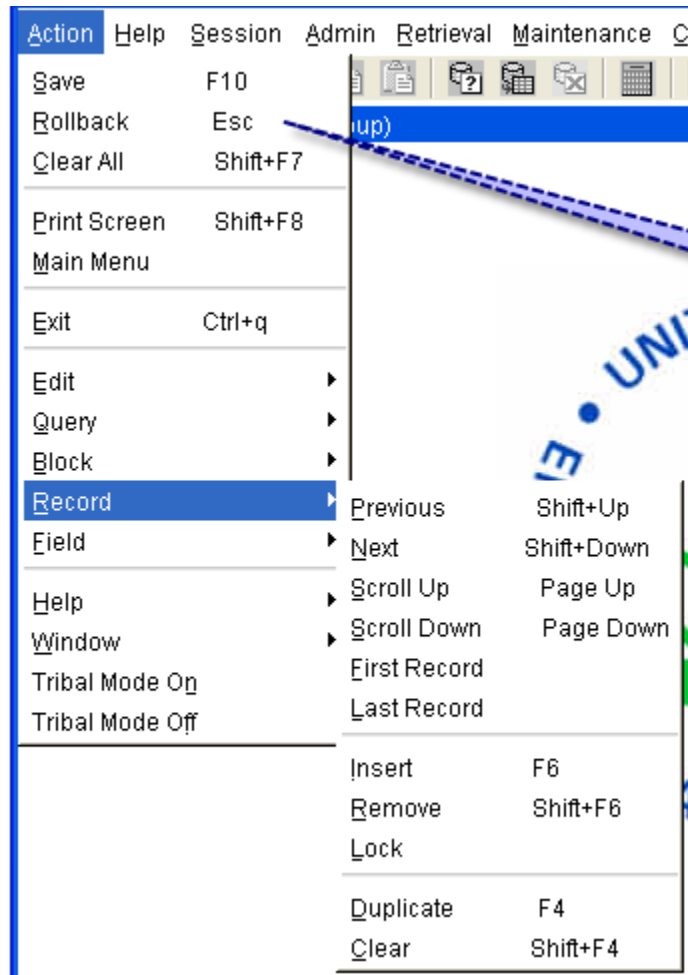 Action Help Session Admin Retrieval Maintenance
Save F10
Rollback Esc
up)
Clear All Shift+F7
Print Screen Shift+F8
Main Menu
Exit Ctrl+q
UNI
Edit
Query
Block
Record
Field
Help
Window
Tribal Mode On
Tribal Mode Off
Previous Shift+Up
Next Shift+Down
Scroll Up Page Up
Scroll Down Page Down
First Record
Last Record
Insert F6
Remove Shift+F6
Lock
Duplicate F4
Clear Shift+F4